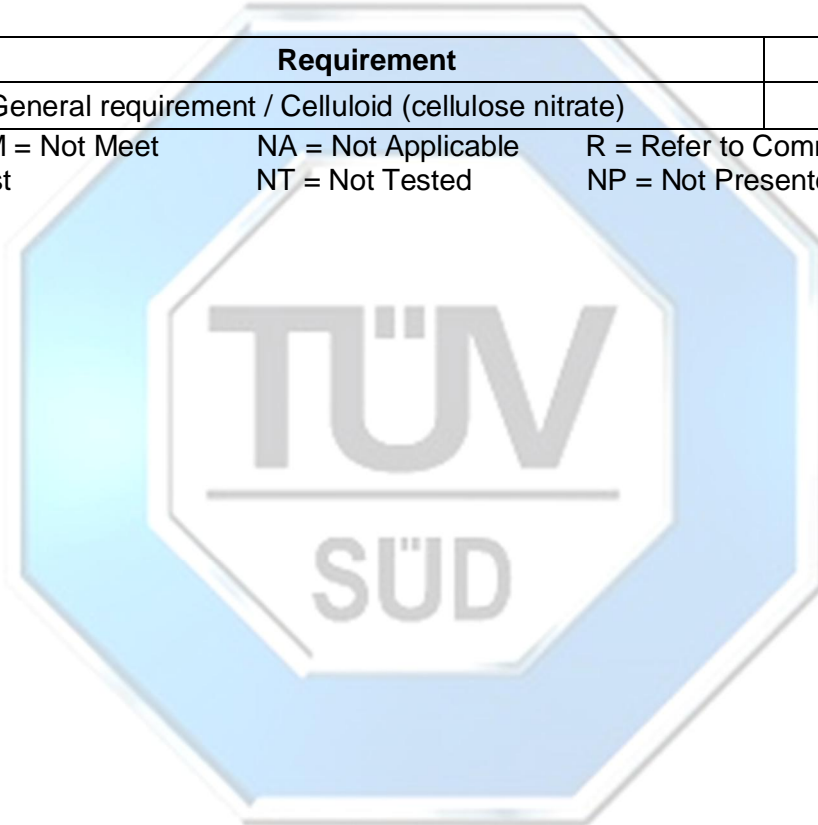 Requirement
General requirement / Celluloid (cellulose nitrate)
= Not Meet NA = Not Applicable R = Refer to
NT = Not Tested NP = Not
TÜV
SÜD